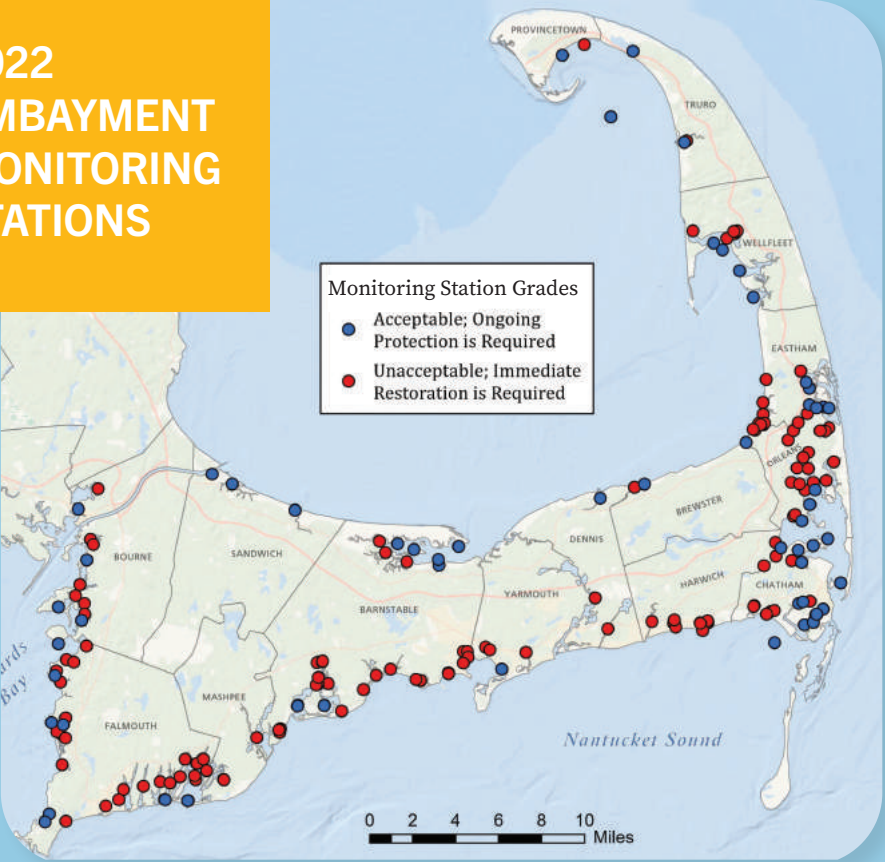 022
MBAYMENT
ONITORING
TATIONS
PROVINCETOWN
TRURO
WELLFLEET
Monitoring Station Grades
Acceptable; Ongoing
Protection is Required
Unacceptable; Immediate
Restoration is Required
EASTHAM
ORLEANS
BREWSTER
DENNIS
BOURNE
SANDWICH
YARMOUTH
HARWICH
CHATHAM
BARNSTABLE
ards
Bay
MASHPEE
FALMOUTH
Nantucket Sound
0 2 4 6 8 10
Miles